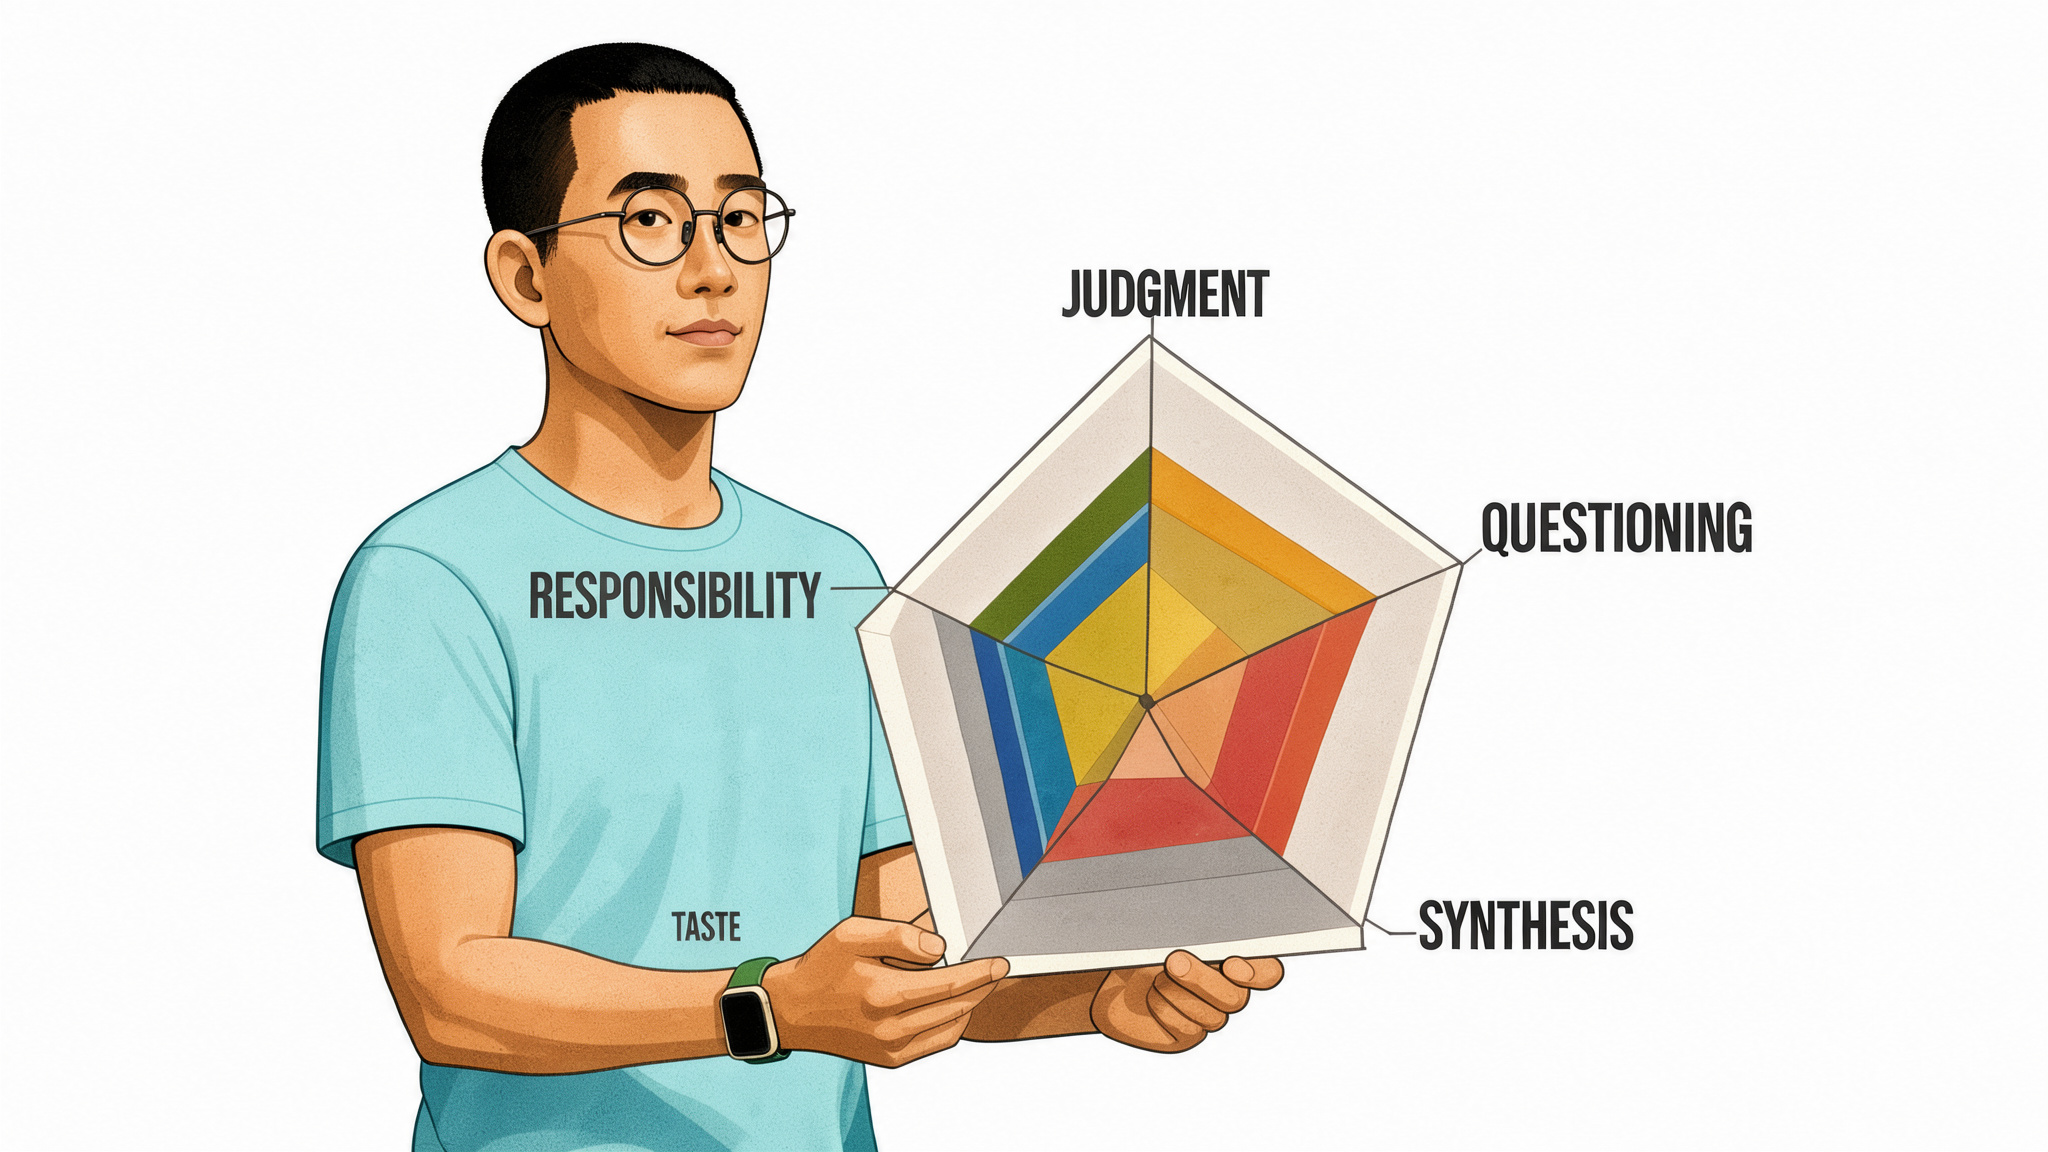 JUDGMENT
QUESTIONING
RESPONSIBILITY
SYNTHESIS
TASTE